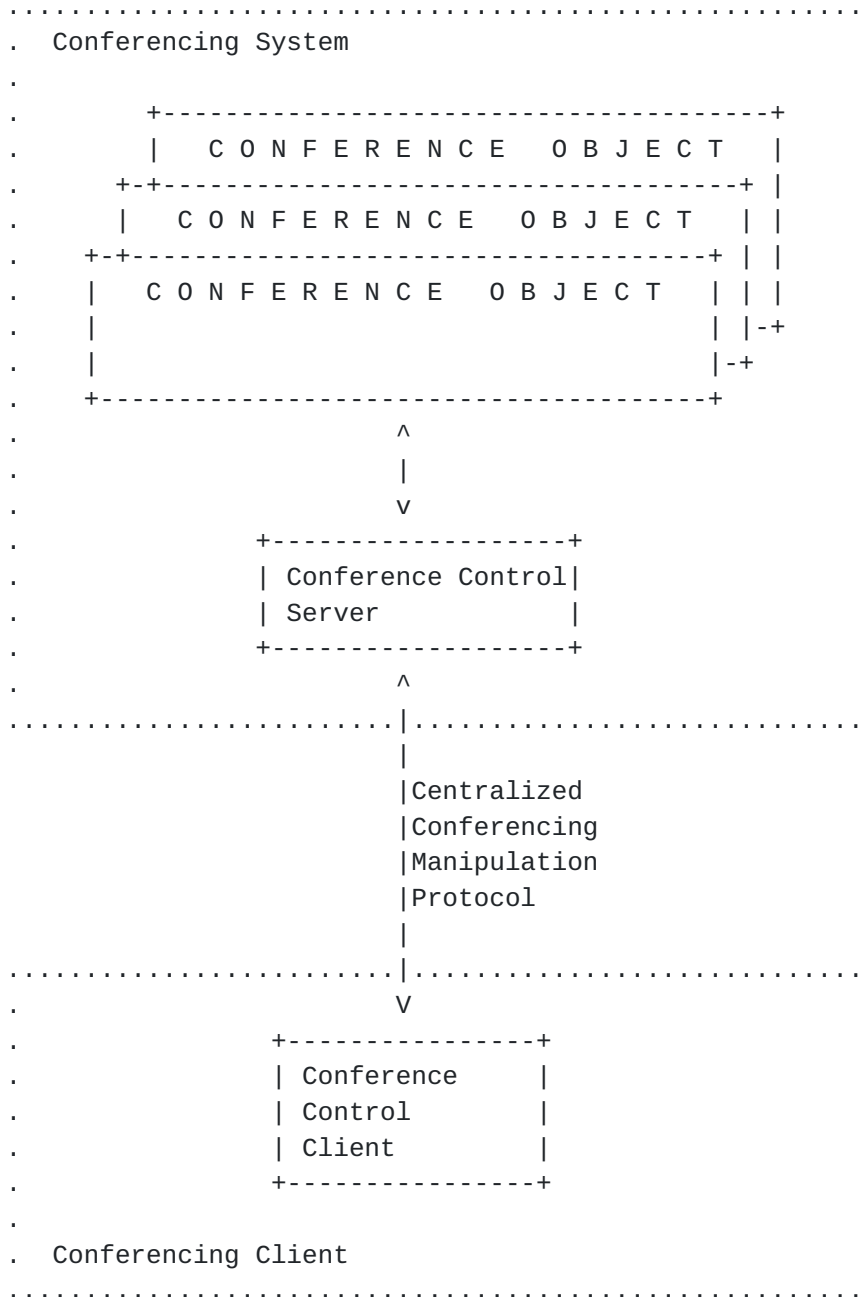 Conferencing System
C O N F E R E N C E   O B J E C T
C O N F E R E N C E   O B J E C T
C O N F E R E N C E   O B J E C T
Conference Control
Server
Centralized
Conferencing
Manipulation
Protocol
Conference
Control
Client
Conferencing Client